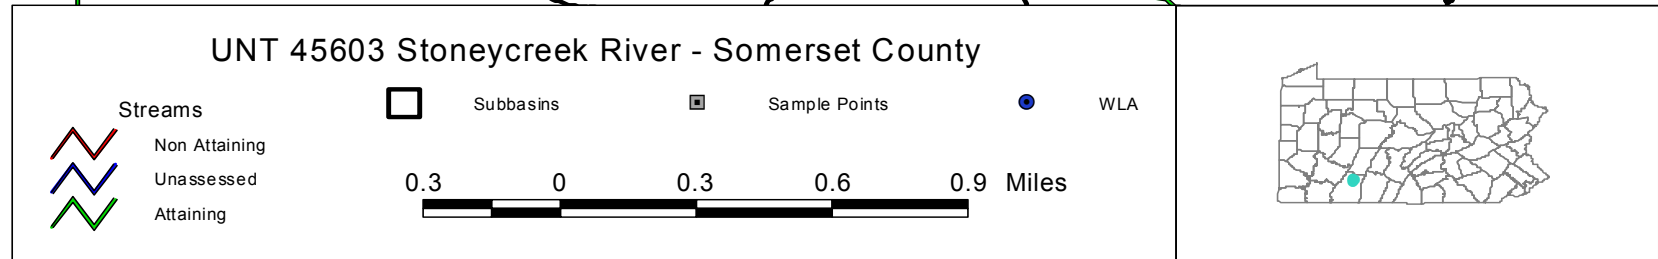 UNT 45603 Stoneycreek River - Somerset County
Streams
Subbasins
Sample Points
WLA
Non Attaining
Unassessed
Attaining
0.3 0 0.3 0.6 0.9 Miles